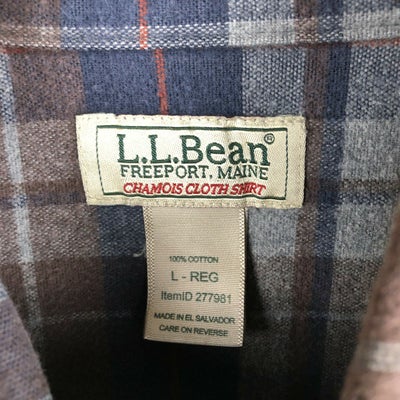 L.L.Bean®
FREEPORT, MAINE
CHAMOIS CLOTH SHIRT
100% COTTON
L - REG
ItemID 277981
MADE IN EL SALVADOR
CARE ON REVERSE